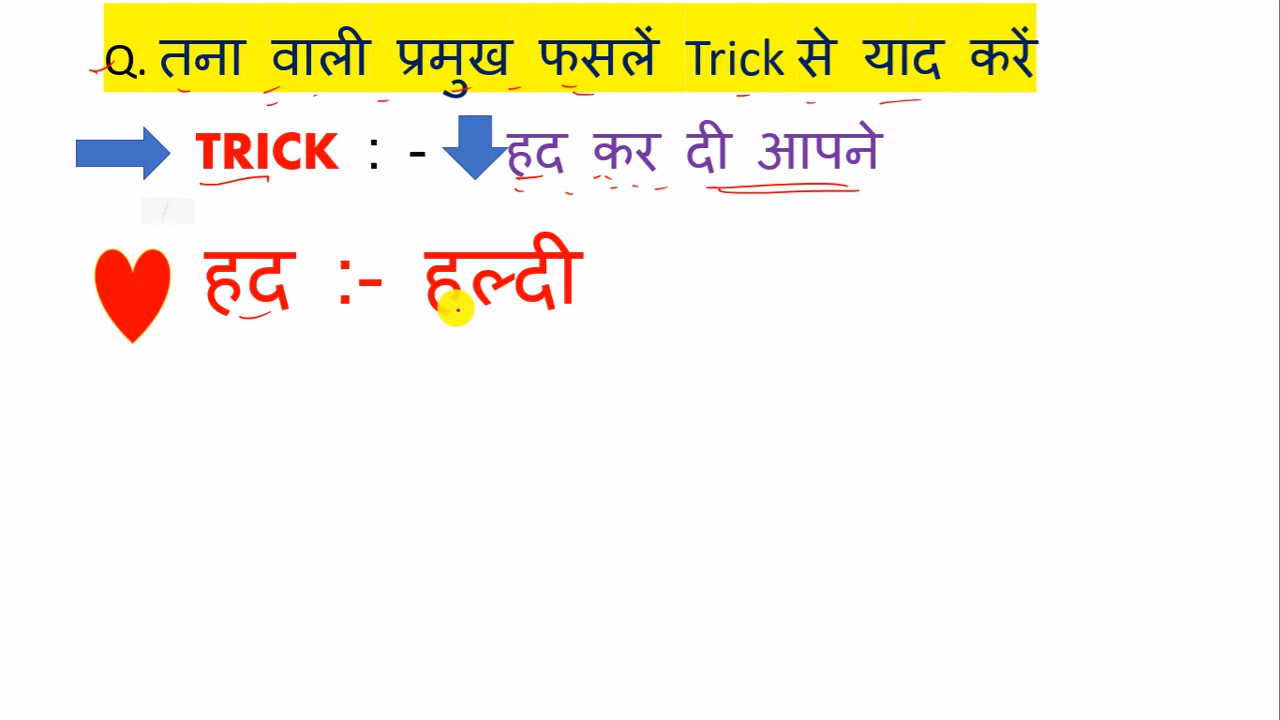 Q. तना वाली प्रमुख फसलें Trick से याद करें
TRICK : - हद कर दी आपने
हद :- हल्दी